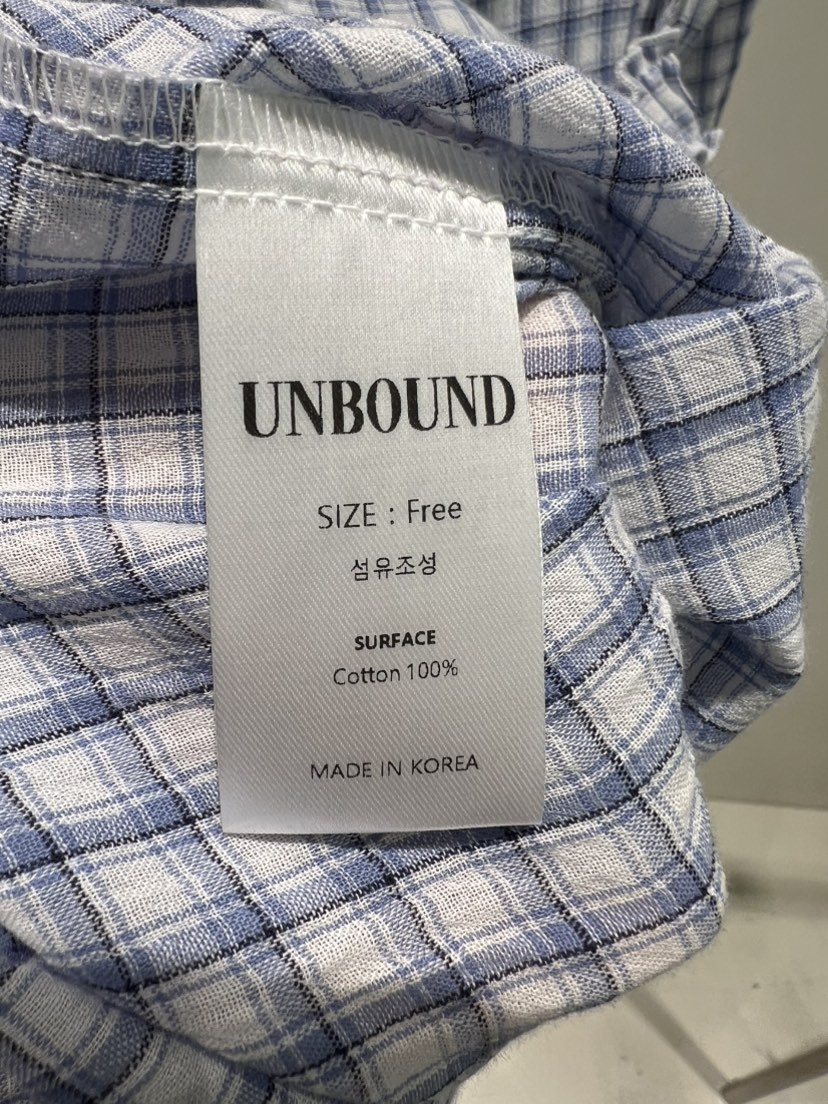 UNBOUND
SIZE : Free
섬유조성
SURFACE
Cotton 100%
MADE IN KOREA